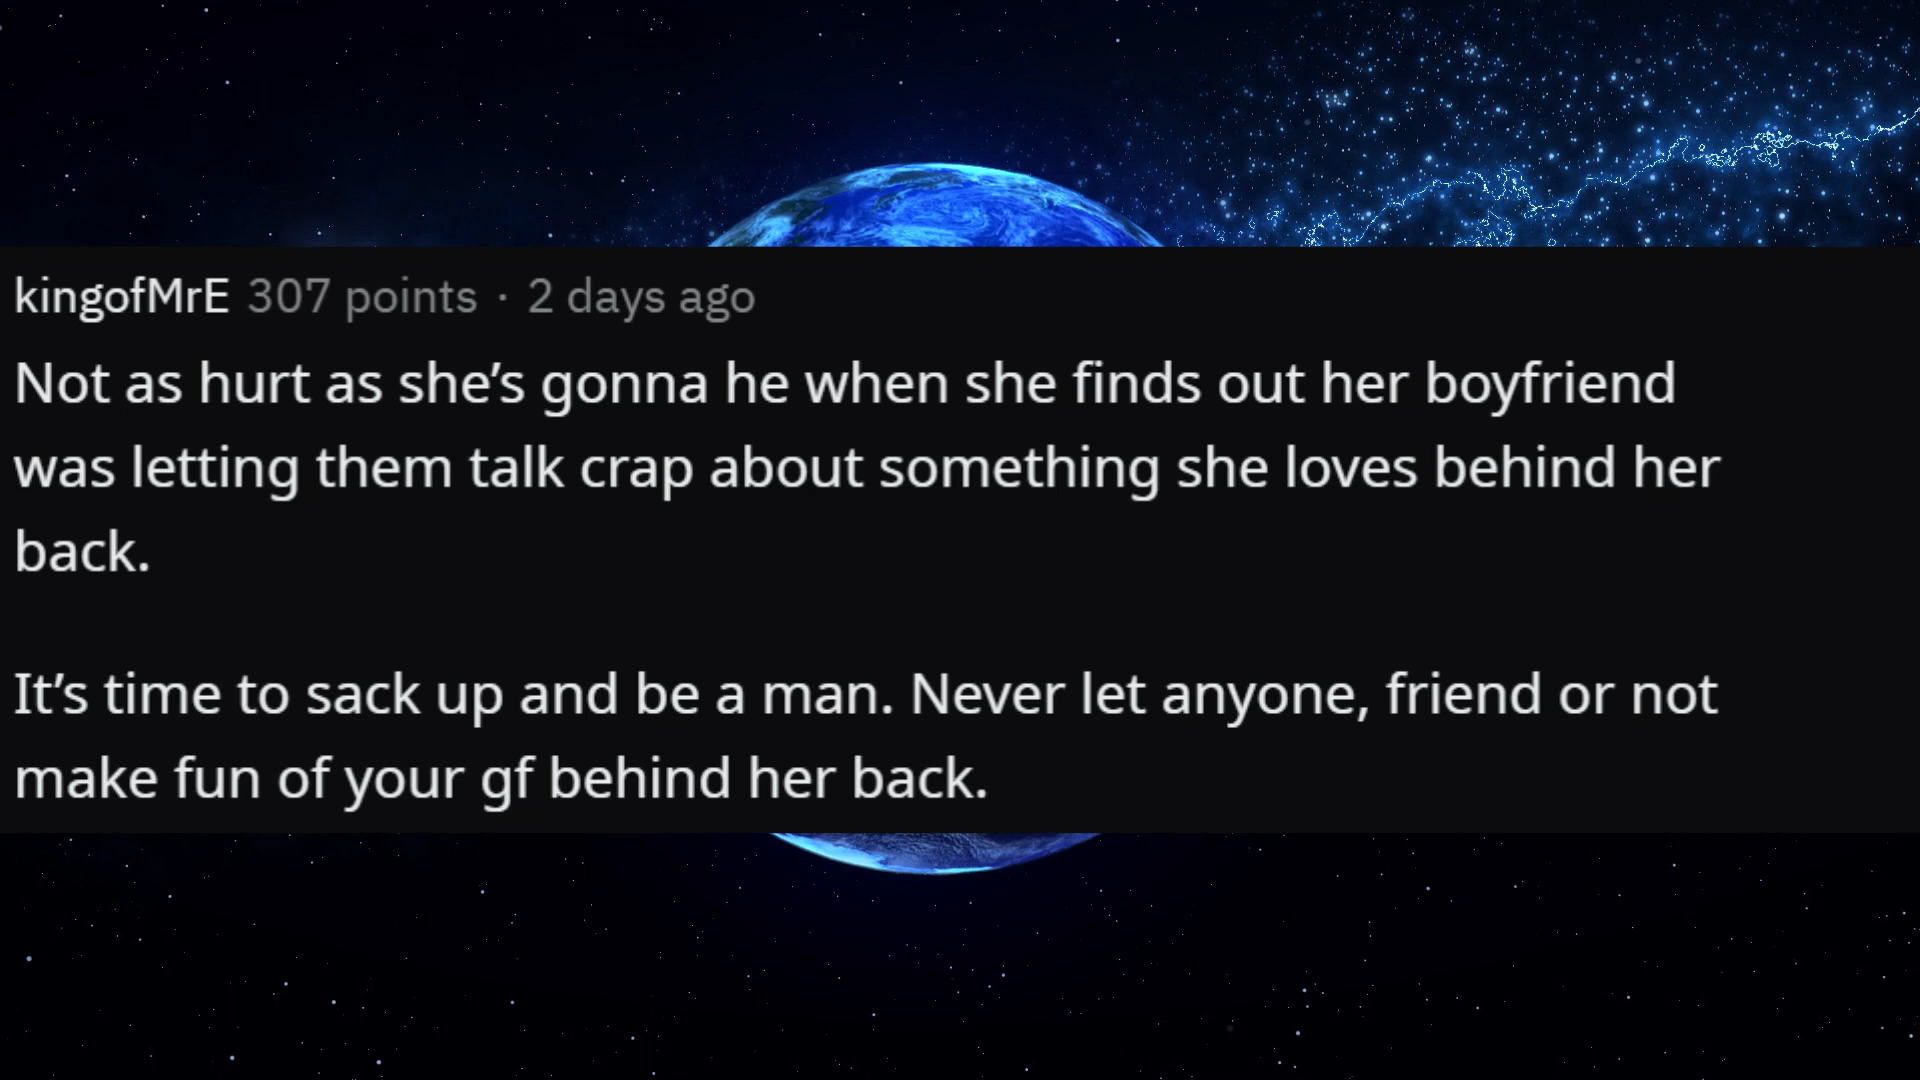 kingofMrE 307 points · 2 days ago
Not as hurt as she’s gonna he when she finds out her boyfriend
was letting them talk crap about something she loves behind her
back.
It’s time to sack up and be a man. Never let anyone, friend or not
make fun of your gf behind her back.